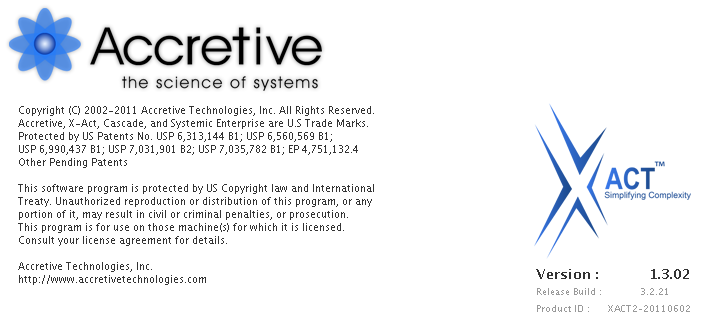 Accretive
the science of systems
Copyright (C) 2002-2011 Accretive Technologies, Inc. All Rights Reserved.
Accretive, X-Act, Cascade, and Systemic Enterprise are U.S Trade Marks.
Protected by US Patents No. USP 6,313,144 B1; USP 6,560,569 B1;
USP 6,990,437 B1; USP 7,031,901 B2; USP 7,035,782 B1; EP 4,751,132.4
Other Pending Patents
This software program is protected by US Copyright law and International
Treaty. Unauthorized reproduction or distribution of this program, or any
portion of it, may result in civil or criminal penalties, or prosecution.
This program is for use on those machine(s) for which it is licensed.
Consult your license agreement for details.
Accretive Technologies, Inc.
http://www.accretivetechnologies.com
XACT™
Simplifying Complexity
Version : 1.3.02
Release Build : 3.2.21
Product ID : XACT2-20110602